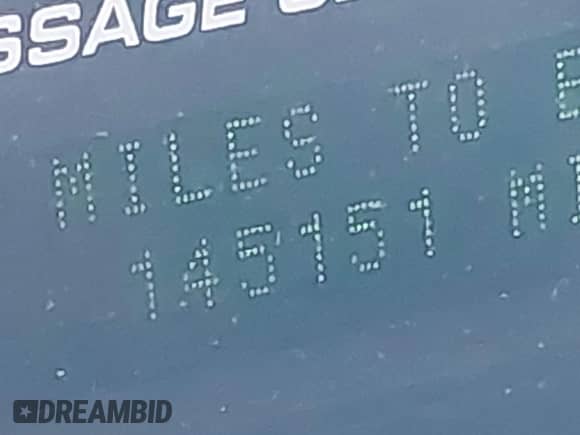 SSAGE
MILES TO
145151 MI
DREAMBID